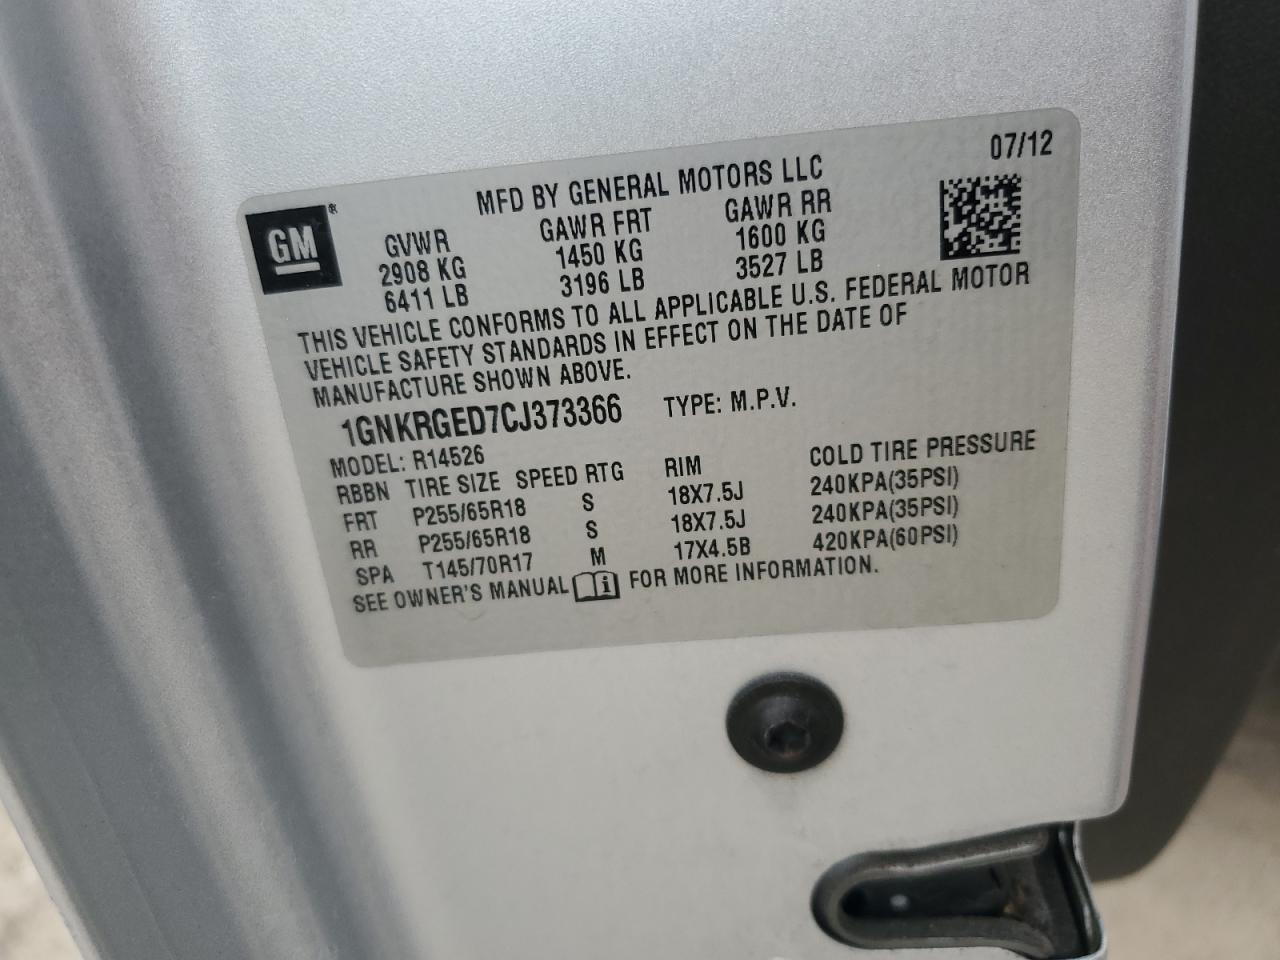 07/12
MFD BY GENERAL MOTORS LLC
GM®
GVWR GAWR FRT GAWR RR
2908 KG 1450 KG 1600 KG
6411 LB 3196 LB 3527 LB
THIS VEHICLE CONFORMS TO ALL APPLICABLE U.S. FEDERAL MOTOR
VEHICLE SAFETY STANDARDS IN EFFECT ON THE DATE OF
MANUFACTURE SHOWN ABOVE.
1GNKRGED7CJ373366 TYPE: M.P.V.
MODEL: R14526
RBBN TIRE SIZE SPEED RTG RIM COLD TIRE PRESSURE
FRT P255/65R18 S 18X7.5J 240KPA(35PSI)
RR P255/65R18 S 18X7.5J 240KPA(35PSI)
SPA T145/70R17 M 17X4.5B 420KPA(60PSI)
SEE OWNER'S MANUAL i FOR MORE INFORMATION.